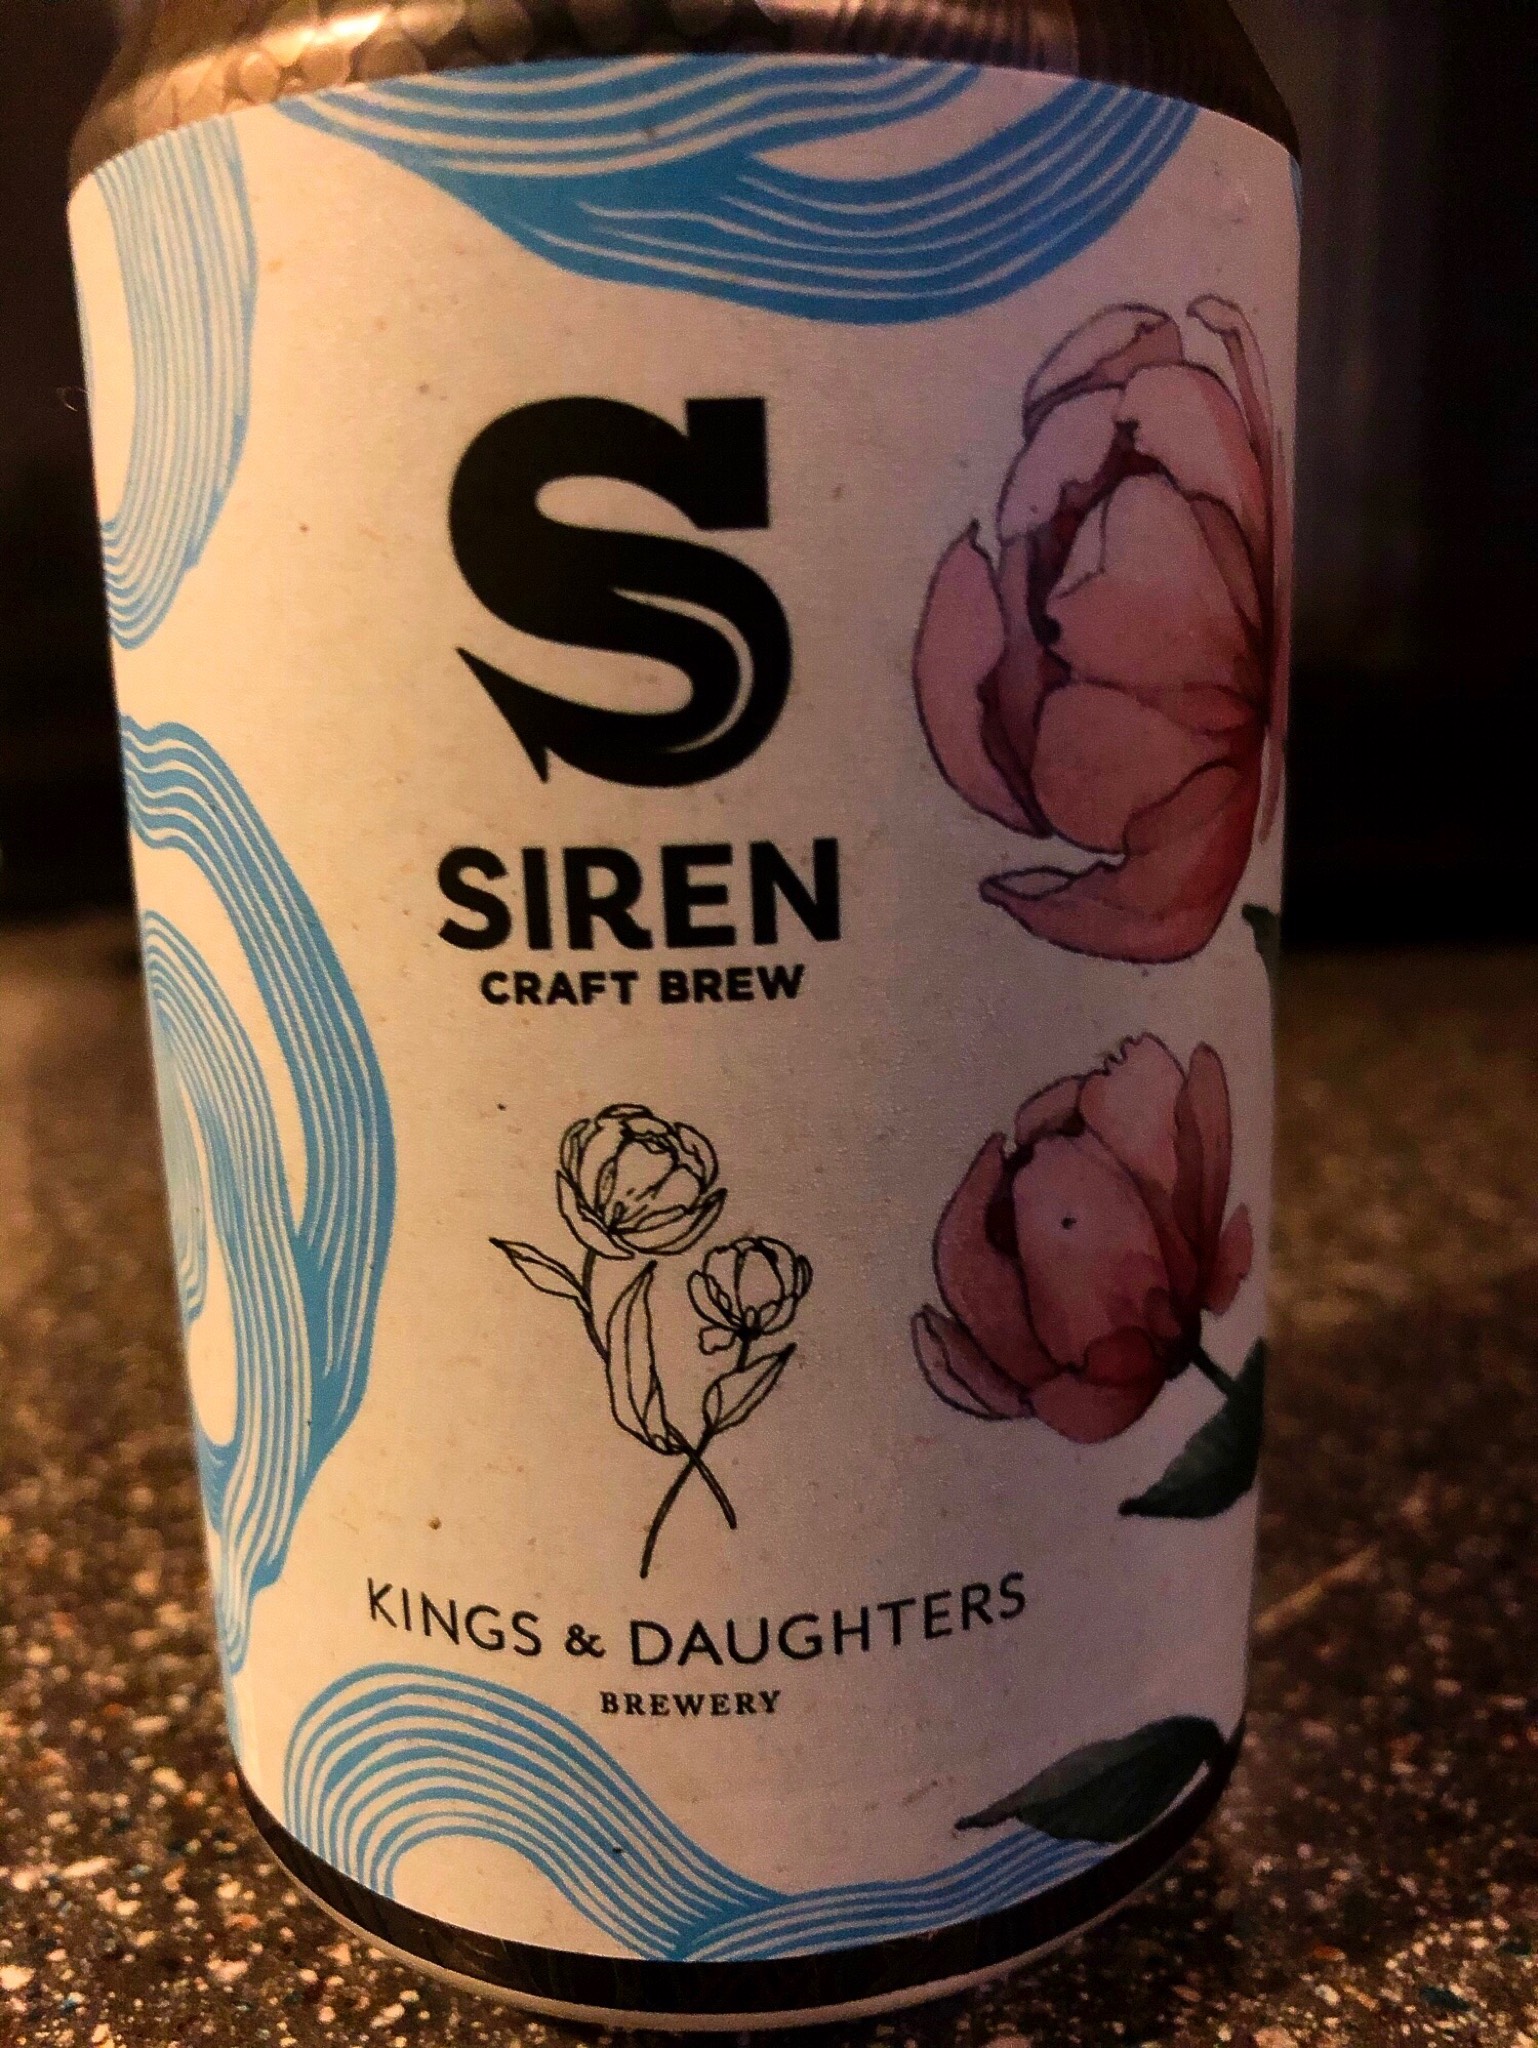 S
SIREN
CRAFT BREW
KINGS & DAUGHTERS
BREWERY